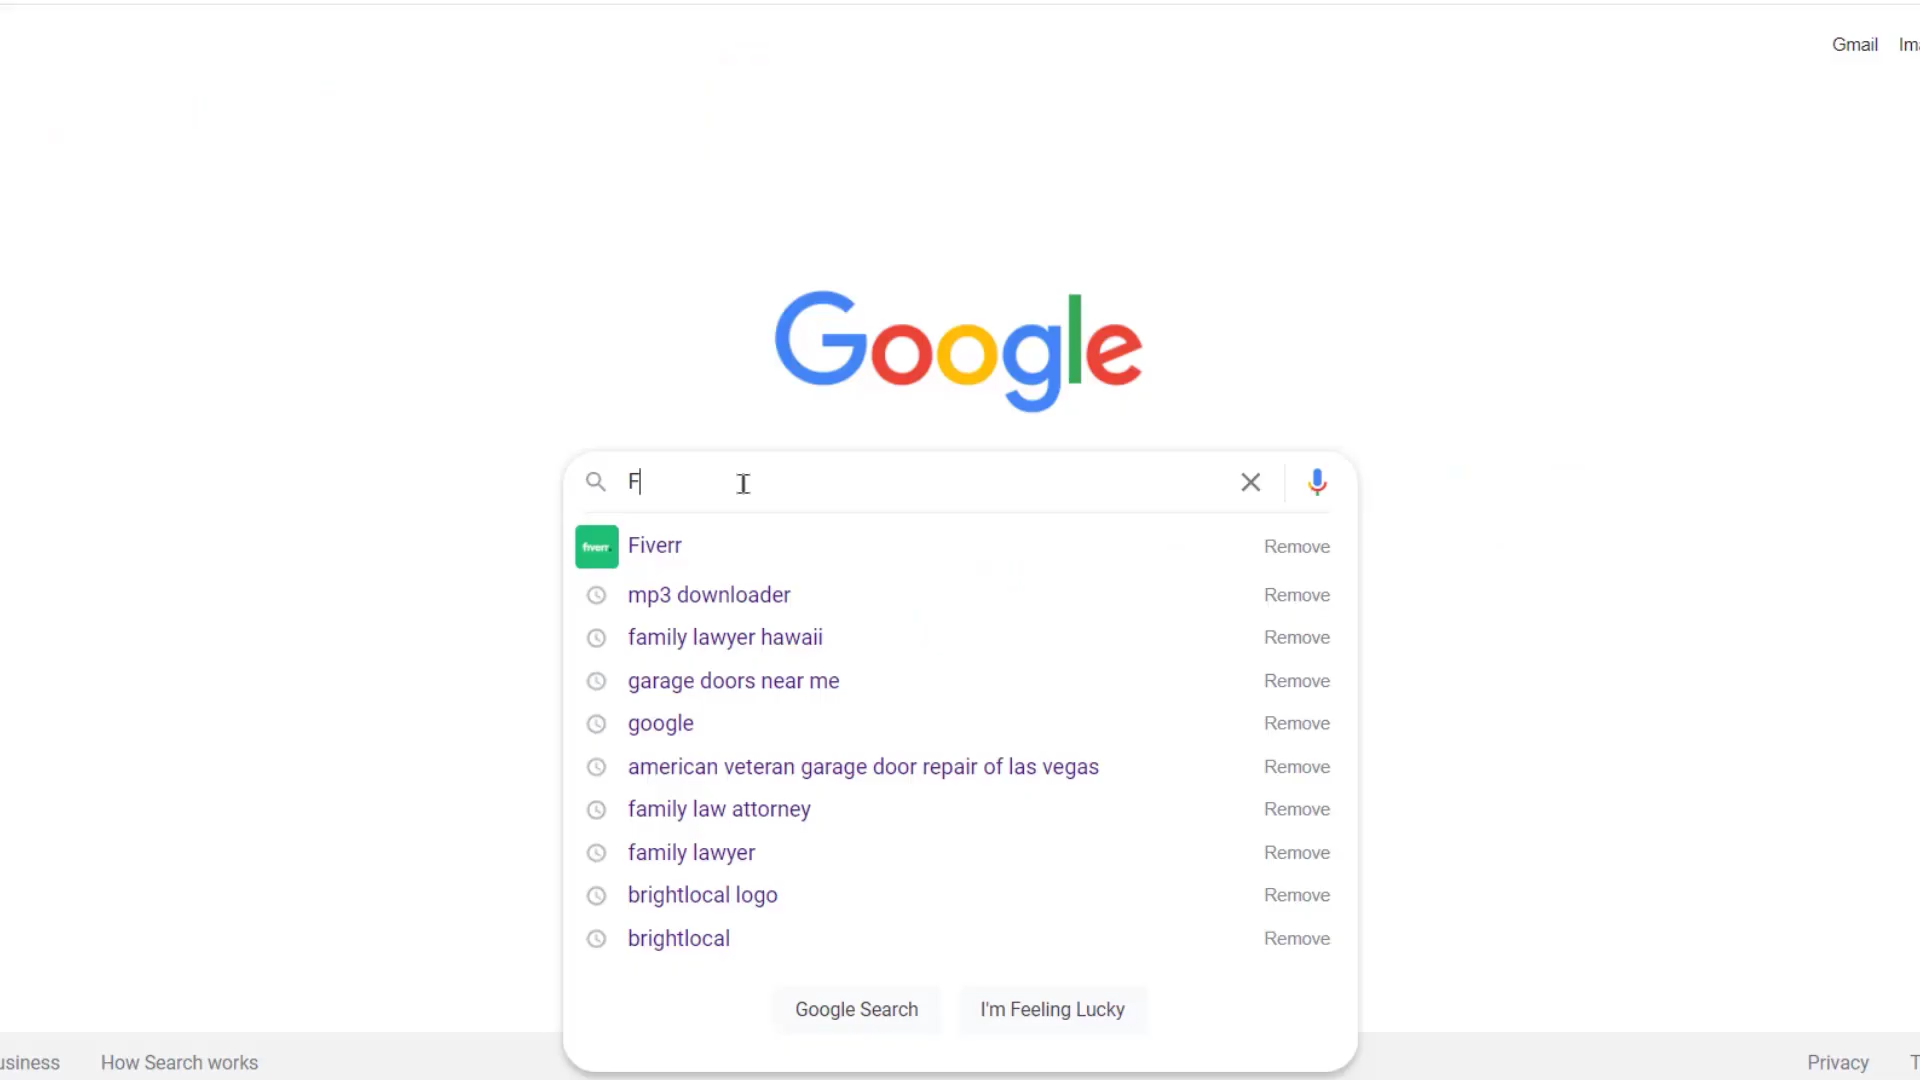 Gmail
Google
F
fiverr.
Fiverr Remove
mp3 downloader Remove
family lawyer hawaii Remove
garage doors near me Remove
google Remove
american veteran garage door repair of las vegas Remove
family law attorney Remove
family lawyer Remove
brightlocal logo Remove
brightlocal Remove
Google Search I'm Feeling Lucky
How Search works Privacy